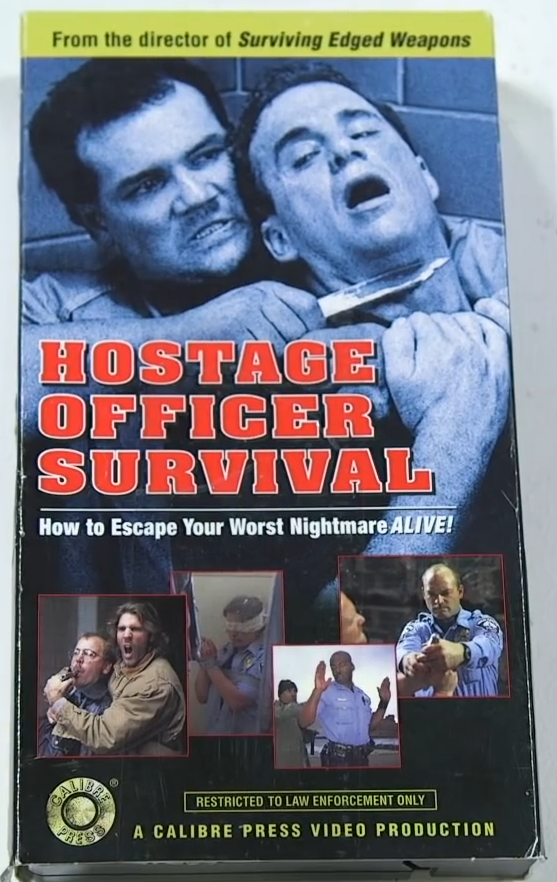 From the director of Surviving Edged Weapons
HOSTAGE
OFFICER
SURVIVAL
How to Escape Your Worst Nightmare ALIVE!
CALIBRE
PRESS
®
RESTRICTED TO LAW ENFORCEMENT ONLY
A CALIBRE PRESS VIDEO PRODUCTION